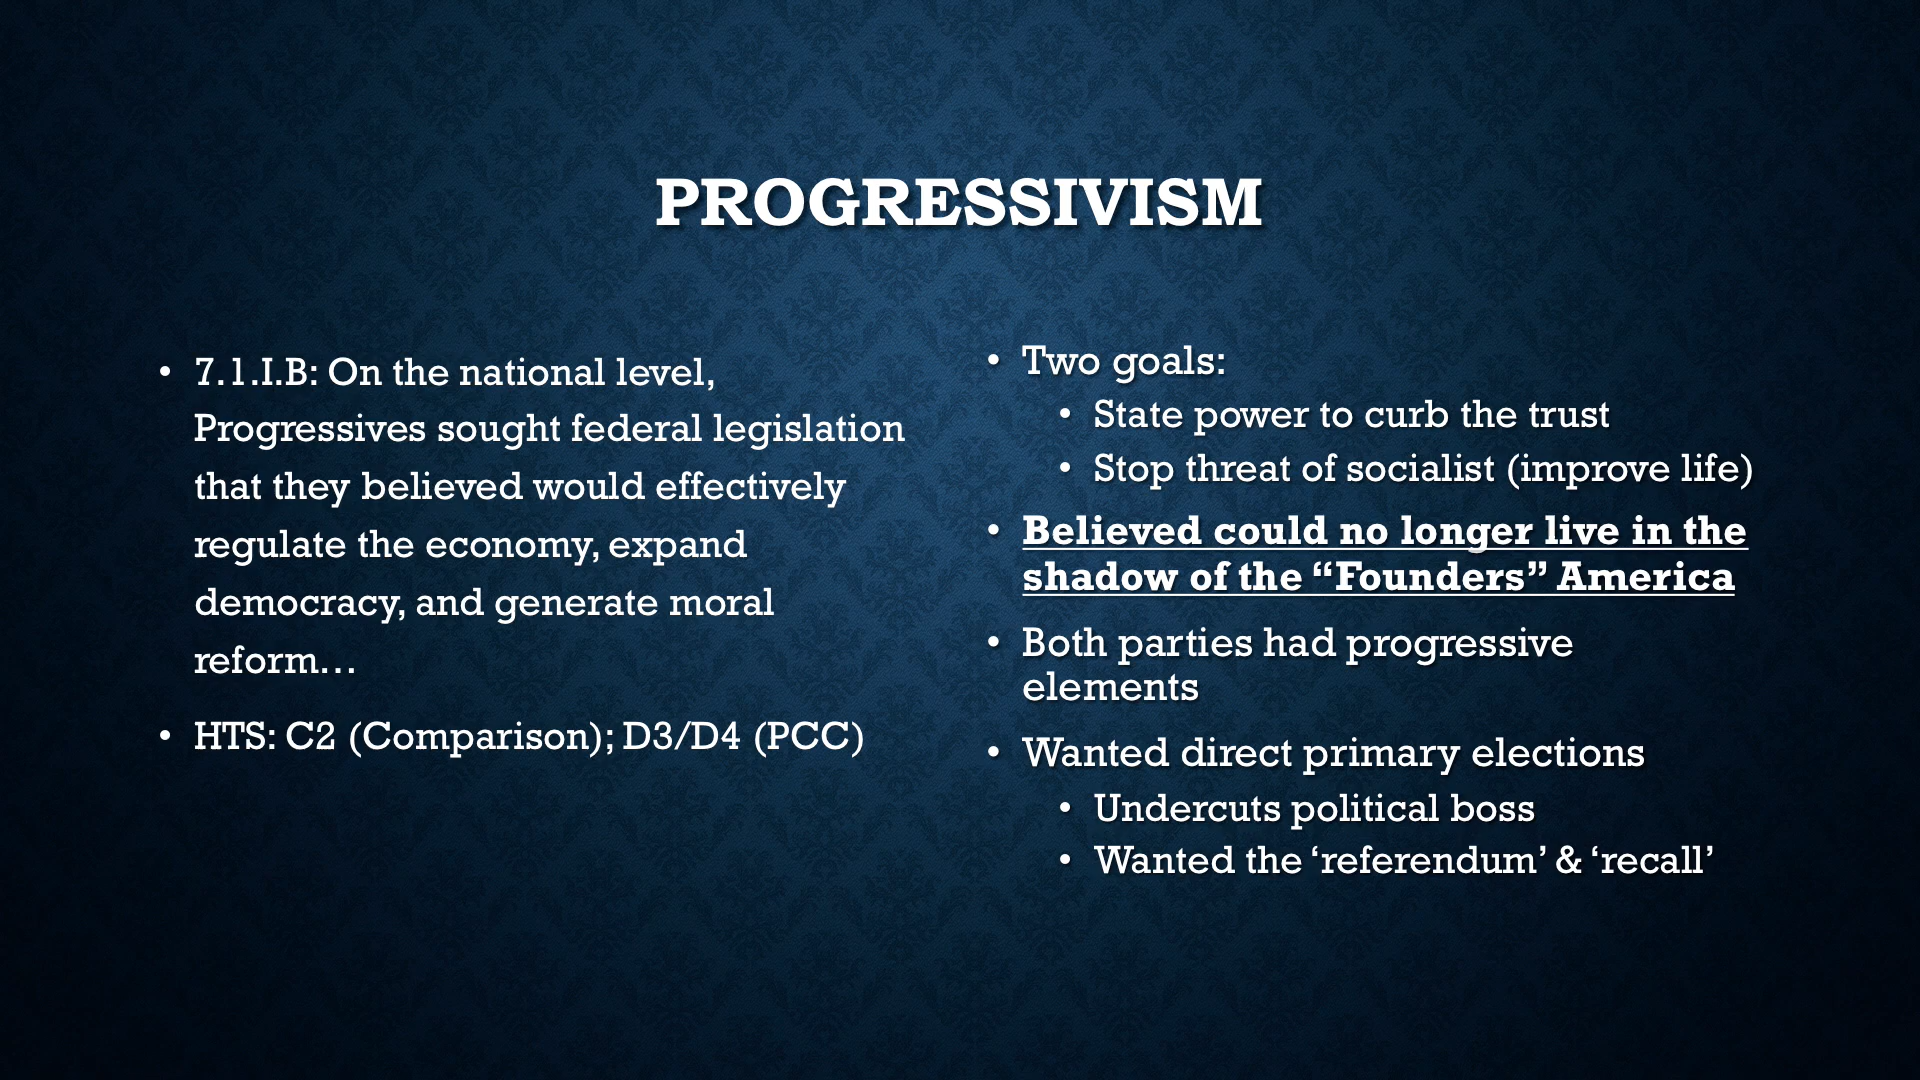 PROGRESSIVISM
• 7.1.I.B: On the national level,
Progressives sought federal legislation
that they believed would effectively
regulate the economy, expand
democracy, and generate moral
reform…
• HTS: C2 (Comparison); D3/D4 (PCC)
• Two goals:
• State power to curb the trust
• Stop threat of socialist (improve life)
• Believed could no longer live in the
shadow of the “Founders” America
• Both parties had progressive
elements
• Wanted direct primary elections
• Undercuts political boss
• Wanted the ‘referendum’ & ‘recall’